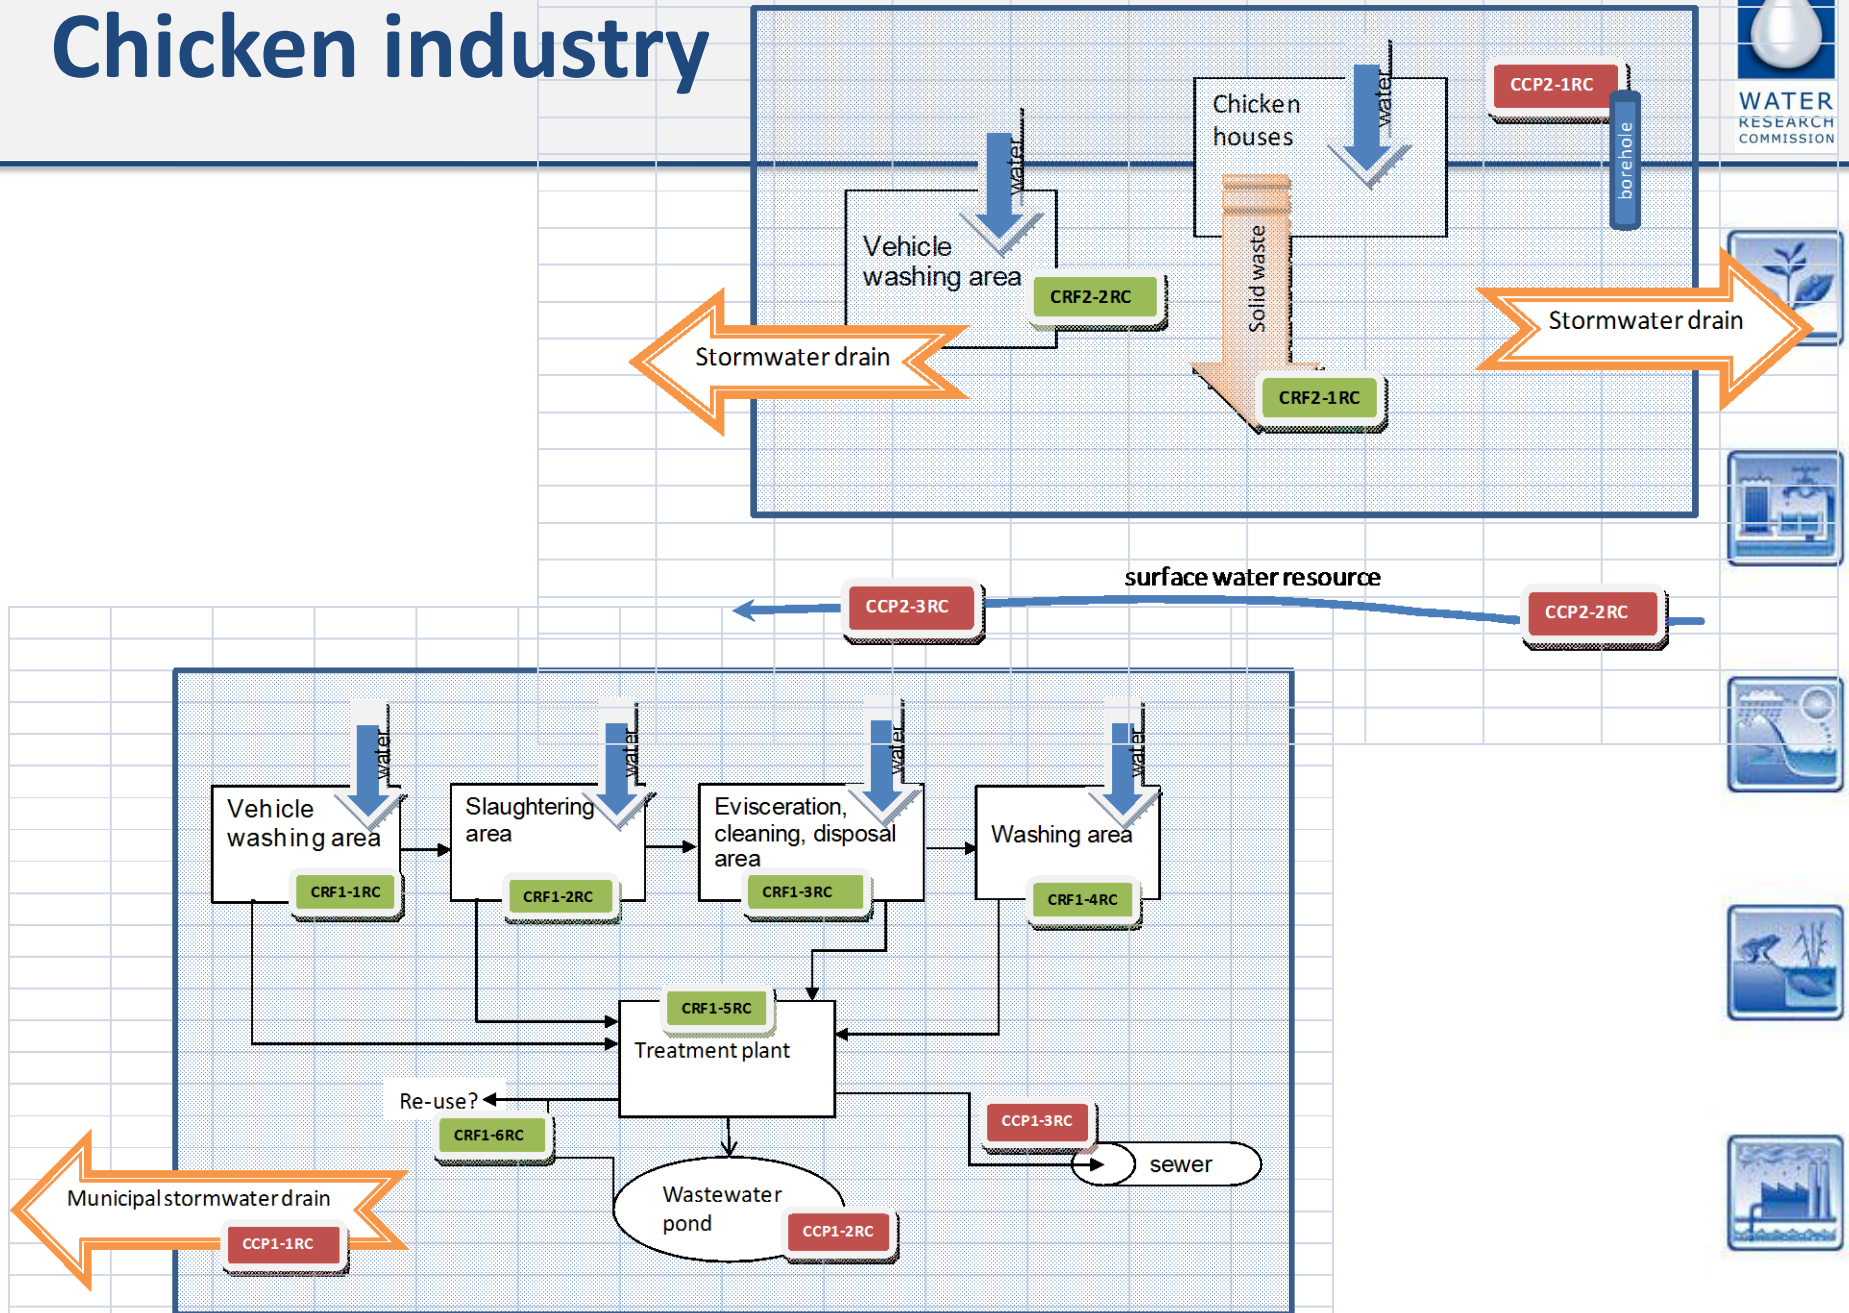 Chicken industry
WATER
RESEARCH
COMMISSION
water
Chicken
houses
CCP2-1RC
borehole
water
Vehicle
washing area
CRF2-2RC
Solid waste
Stormwater drain
Stormwater drain
CRF2-1RC
surface water resource
CCP2-3RC
CCP2-2RC
water
water
water
water
Vehicle
washing area
CRF1-1RC
Slaughtering
area
CRF1-2RC
Evisceration,
cleaning, disposal
area
CRF1-3RC
Washing area
CRF1-4RC
CRF1-5RC
Treatment plant
Re-use?
CRF1-6RC
CCP1-3RC
sewer
Municipal stormwater drain
CCP1-1RC
Wastewater
pond
CCP1-2RC